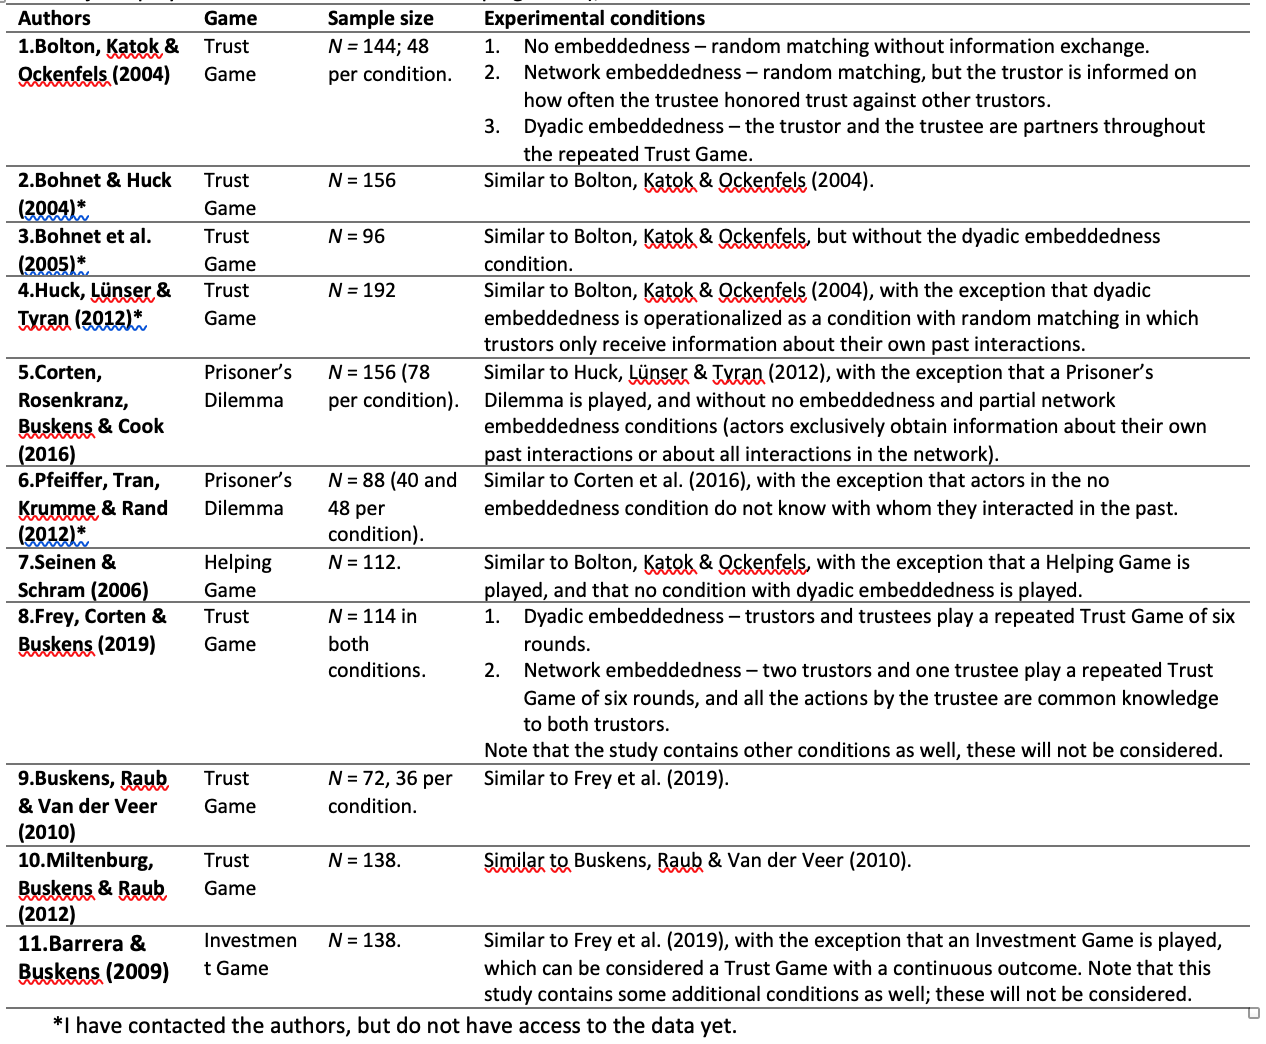 Authors Game Sample size Experimental conditions
1.Bolton, Katok & Trust N = 144; 48 1. No embeddedness – random matching without information exchange.
Ockenfels (2004) Game per condition. 2. Network embeddedness – random matching, but the trustor is informed on
how often the trustee honored trust against other trustors.
3. Dyadic embeddedness – the trustor and the trustee are partners throughout
the repeated Trust Game.
2.Bohnet & Huck Trust N = 156 Similar to Bolton, Katok & Ockenfels (2004).
(2004)* Game
3.Bohnet et al. Trust N = 96 Similar to Bolton, Katok & Ockenfels, but without the dyadic embeddedness
(2005)* Game condition.
4.Huck, Lünser & Trust N = 192 Similar to Bolton, Katok & Ockenfels (2004), with the exception that dyadic
Tyran (2012)* Game embeddedness is operationalized as a condition with random matching in which
trustors only receive information about their own past interactions.
5.Corten, Prisoner's N = 156 (78 Similar to Huck, Lünser & Tyran (2012), with the exception that a Prisoner's
Rosenkranz, Dilemma per condition). Dilemma is played, and without no embeddedness and partial network
Buskens & Cook embeddedness conditions (actors exclusively obtain information about their own
(2016) past interactions or about all interactions in the network).
6.Pfeiffer, Tran, Prisoner's N = 88 (40 and Similar to Corten et al. (2016), with the exception that actors in the no
Krumme & Rand Dilemma 48 per embeddedness condition do not know with whom they interacted in the past.
(2012)* condition).
7.Seinen & Helping N = 112. Similar to Bolton, Katok & Ockenfels, with the exception that a Helping Game is
Schram (2006) Game played, and that no condition with dyadic embeddedness is played.
8.Frey, Corten & Trust N = 114 in 1. Dyadic embeddedness – trustors and trustees play a repeated Trust Game of six
Buskens (2019) Game both rounds.
conditions. 2. Network embeddedness – two trustors and one trustee play a repeated Trust
Game of six rounds, and all the actions by the trustee are common knowledge
to both trustors.
Note that the study contains other conditions as well, these will not be considered.
9.Buskens, Raub Trust N = 72, 36 per Similar to Frey et al. (2019).
& Van der Veer Game condition.
(2010)
10.Miltenburg, Trust N = 138. Similar to Buskens, Raub & Van der Veer (2010).
Buskens & Raub Game
(2012)
11.Barrera & Investmen N = 138. Similar to Frey et al. (2019), with the exception that an Investment Game is played,
Buskens (2009) t Game which can be considered a Trust Game with a continuous outcome. Note that this
study contains some additional conditions as well; these will not be considered.
*I have contacted the authors, but do not have access to the data yet.